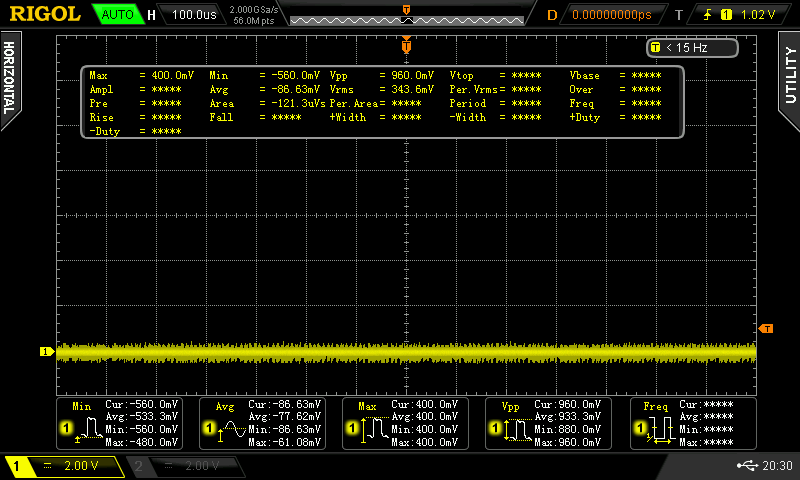 RIGOL AUTO H 100.0us 2.000GSa/s 56.0M pts T D 0.00000000ps T 1 1.02 V
T < 15 Hz
HORIZONTAL
UTILITY
Max = 400.0mV Min = -560.0mV Vpp = 960.0mV Vtop = ***** Vbase = *****
Ampl = ***** Avg = -86.63mV Vrms = 343.6mV Per.Vrms= ***** Over = *****
Pre = ***** Area = -121.3uVs Per.Area= ***** Period = ***** Freq = *****
Rise = ***** Fall = ***** +Width = ***** -Width = ***** +Duty = *****
-Duty = *****
T
T
1
Min Cur:-560.0mV
Avg:-533.3mV
1 Min:-560.0mV
Max:-480.0mV
Avg Cur:-86.63mV
Avg:-77.62mV
1 Min:-86.63mV
Max:-61.08mV
Max Cur:400.0mV
Avg:400.0mV
1 Min:400.0mV
Max:400.0mV
Vpp Cur:960.0mV
Avg:933.3mV
1 Min:880.0mV
Max:960.0mV
Freq Cur:*****
Avg:*****
1 Min:*****
Max:*****
1 2.00 V 2 2.00 V 20:30